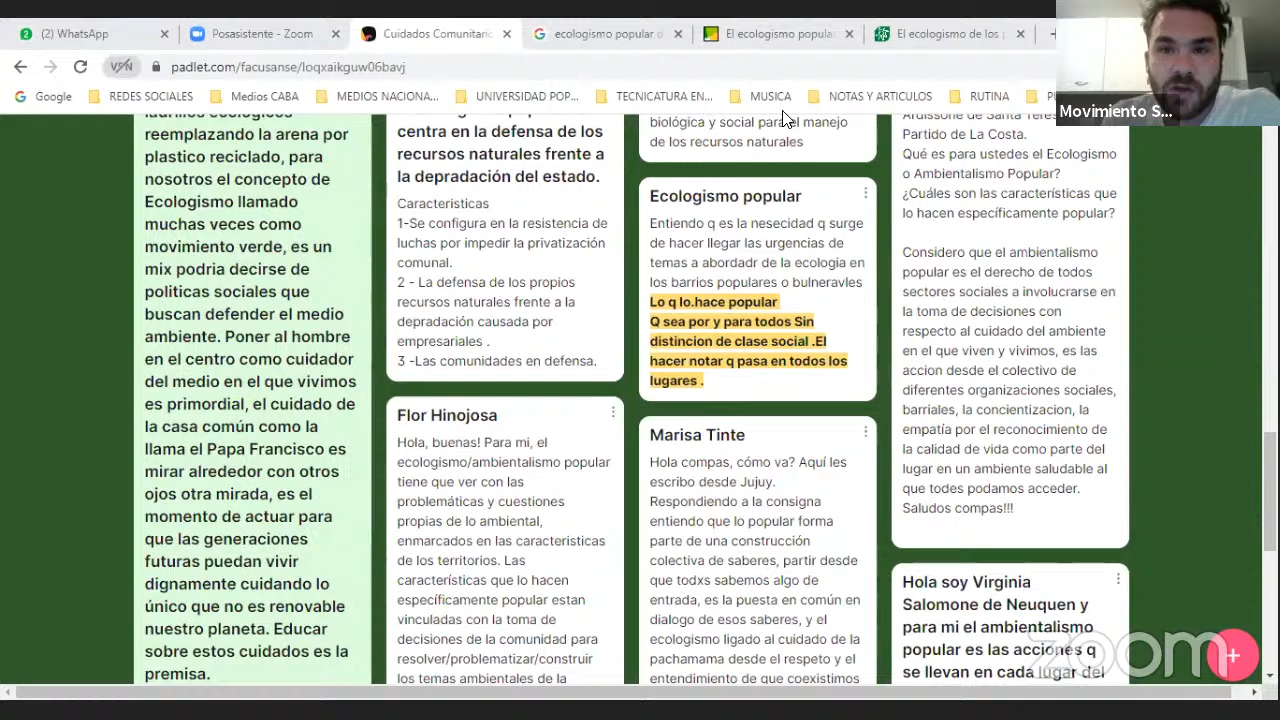 (2) WhatsApp
Posasistente - Zoom
Cuidados Comunitaric
ecologismo popular o
El ecologismo popula
El ecologismo de los
padlet.com/facusanse/loqxaikguw06bavj
Google
REDES SOCIALES
Medios CABA
MEDIOS NACIONA...
UNIVERSIDAD POP...
TECNICATURA EN...
MUSICA
NOTAS Y ARTICULOS
RUTINA
Movimiento S...
ladrillos ecológicos
reemplazando la arena por
plastico reciclado, para
nosotros el concepto de
Ecologismo llamado
muchas veces como
movimiento verde, es un
mix podria decirse de
politicas sociales que
buscan defender el medio
ambiente. Poner al hombre
en el centro como cuidador
del medio en el que vivimos
es primordial, el cuidado de
la casa común como la
llama el Papa Francisco es
mirar alrededor con otros
ojos otra mirada, es el
momento de actuar para
que las generaciones
futuras puedan vivir
dignamente cuidando lo
único que no es renovable
nuestro planeta. Educar
sobre estos cuidados es la
premisa.
centra en la defensa de los
recursos naturales frente a
la depradación del estado.
Caracteristicas
1-Se configura en la resistencia de
luchas por impedir la privatización
comunal.
2 - La defensa de los propios
recursos naturales frente a la
depradación causada por
empresariales .
3 -Las comunidades en defensa.
Flor Hinojosa
Hola, buenas! Para mi, el
ecologismo/ambientalismo popular
tiene que ver con las
problemáticas y cuestiones
propias de lo ambiental,
enmarcados en las caracteristicas
de los territorios. Las
características que lo hacen
específicamente popular estan
vinculadas con la toma de
decisiones de la comunidad para
resolver/problematizar/construir
los temas ambientales de la
biológica y social para el manejo
de los recursos naturales
Ecologismo popular
Entiendo q es la nesecidad q surge
de hacer llegar las urgencias de
temas a abordadr de la ecologia en
los barrios populares o bulneravles
Lo q lo.hace popular
Q sea por y para todos Sin
distincion de clase social .El
hacer notar q pasa en todos los
lugares .
Marisa Tinte
Hola compas, cómo va? Aquí les
escribo desde Jujuy.
Respondiendo a la consigna
entiendo que lo popular forma
parte de una construcción
colectiva de saberes, partir desde
que todxs sabemos algo de
entrada, es la puesta en común en
dialogo de esos saberes, y el
ecologismo ligado al cuidado de la
pachamama desde el respeto y el
entendimiento de que coexistimos
Partido de La Costa.
Qué es para ustedes el Ecologismo
o Ambientalismo Popular?
¿Cuáles son las características que
lo hacen específicamente popular?
Considero que el ambientalismo
popular es el derecho de todos
sectores sociales a involucrarse en
la toma de decisiones con
respecto al cuidado del ambiente
en el que viven y vivimos, es las
accion desde el colectivo de
diferentes organizaciones sociales,
barriales, la concientizacion, la
empatía por el reconocimiento de
la calidad de vida como parte del
lugar en un ambiente saludable al
que todes podamos acceder.
Saludos compas!!!
Hola soy Virginia
Salomone de Neuquen y
para mi el ambientalismo
popular es las acciones q
se llevan en cada lugar del
zoom